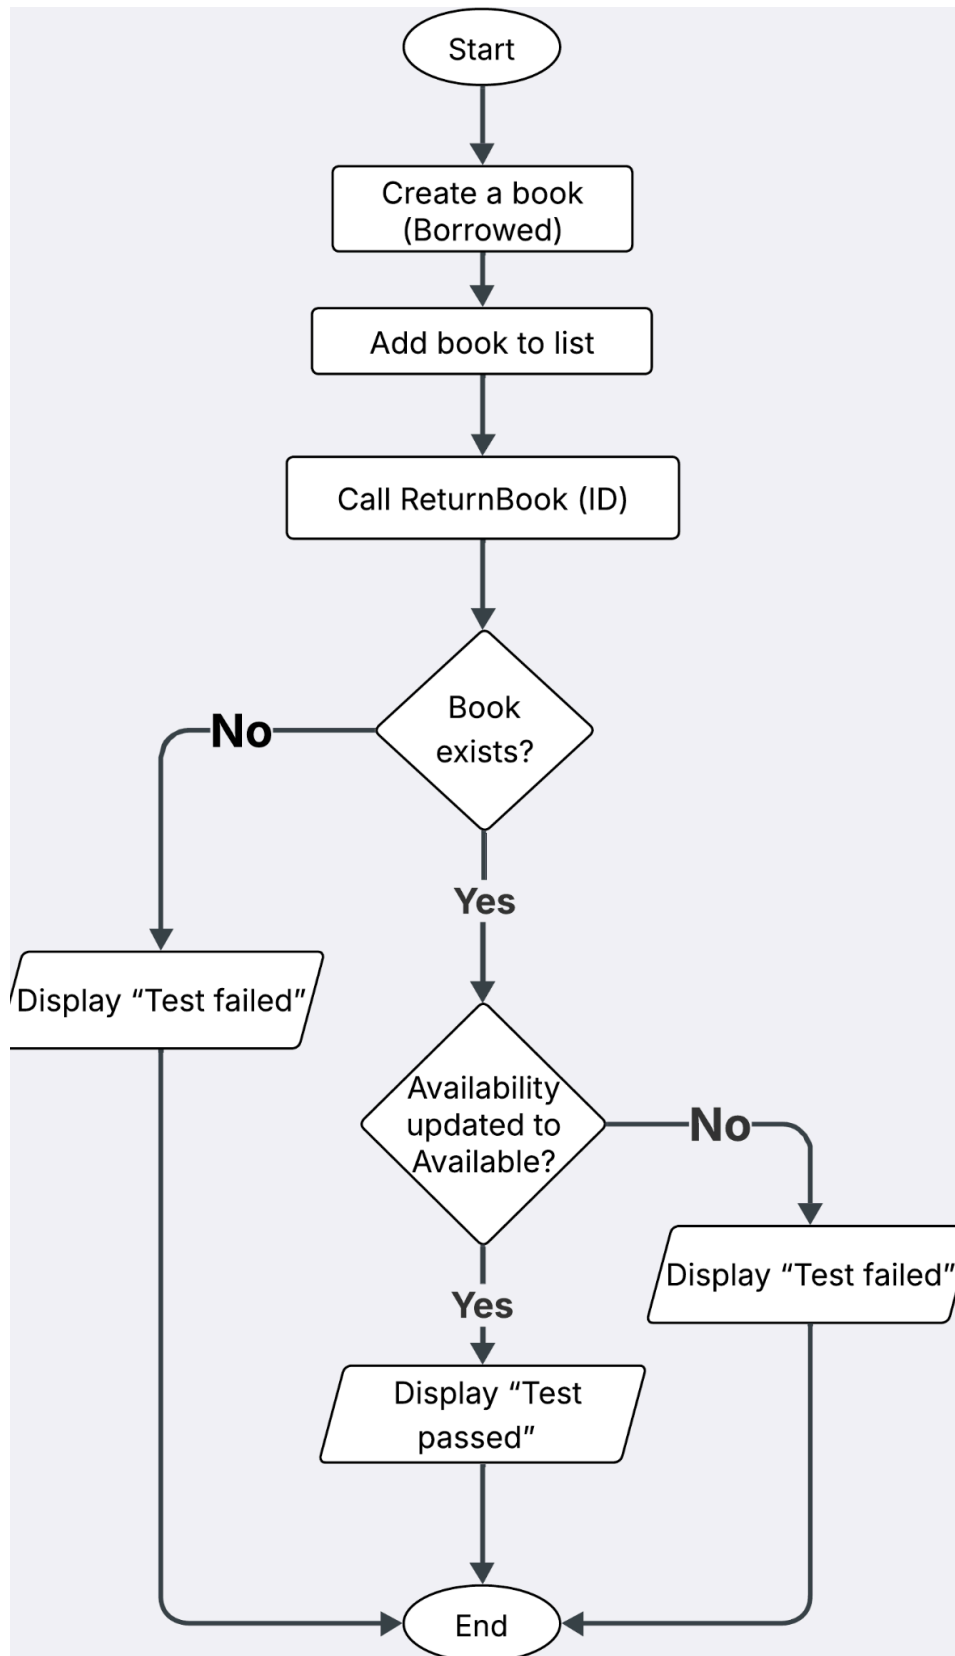 Start
Create a book
(Borrowed)
Add book to list
Call ReturnBook (ID)
Book
exists?
No
Yes
Display “Test failed”
Availability
updated to
Available?
No
Display “Test failed”
Yes
Display “Test
passed”
End